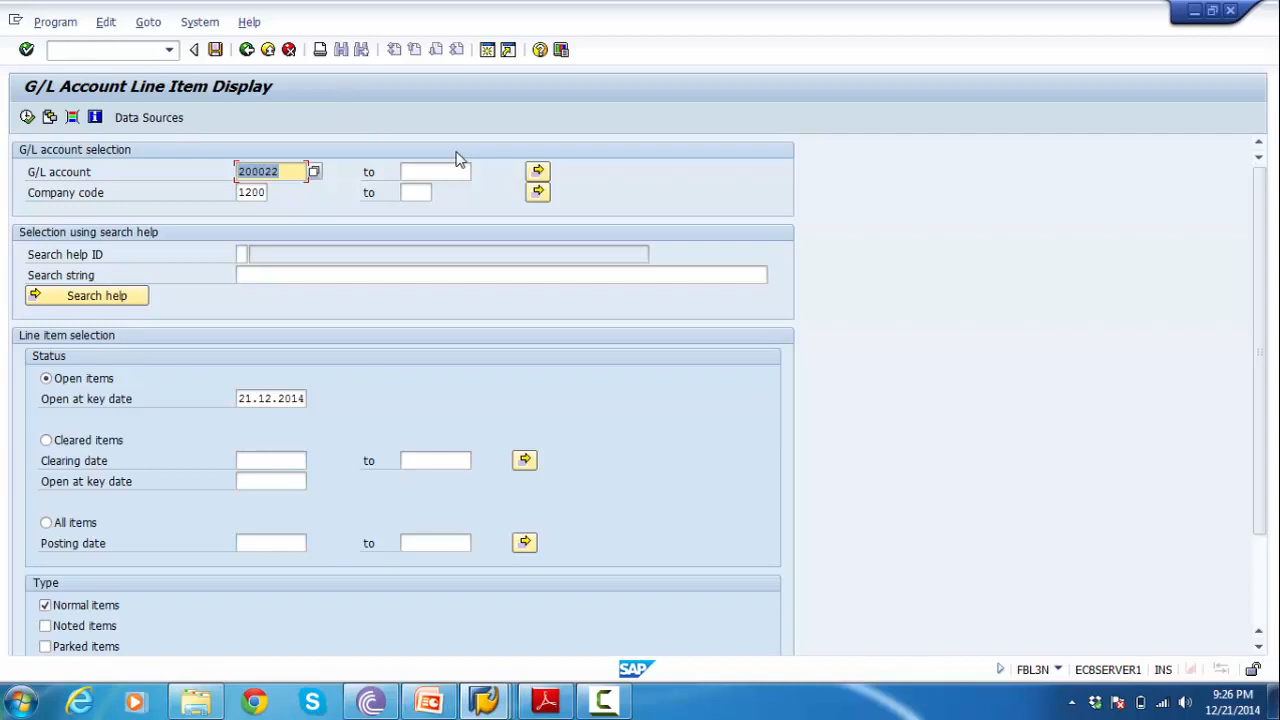 Program Edit Goto System Help
G/L Account Line Item Display
Data Sources
G/L account selection
G/L account 200022 to
Company code 1200 to
Selection using search help
Search help ID
Search string
Search help
Line item selection
Status
Open items
Open at key date 21.12.2014
Cleared items
Clearing date to
Open at key date
All items
Posting date to
Type
Normal items
Noted items
Parked items
SAP FBL3N EC8SERVER1 INS
9:26 PM
12/21/2014